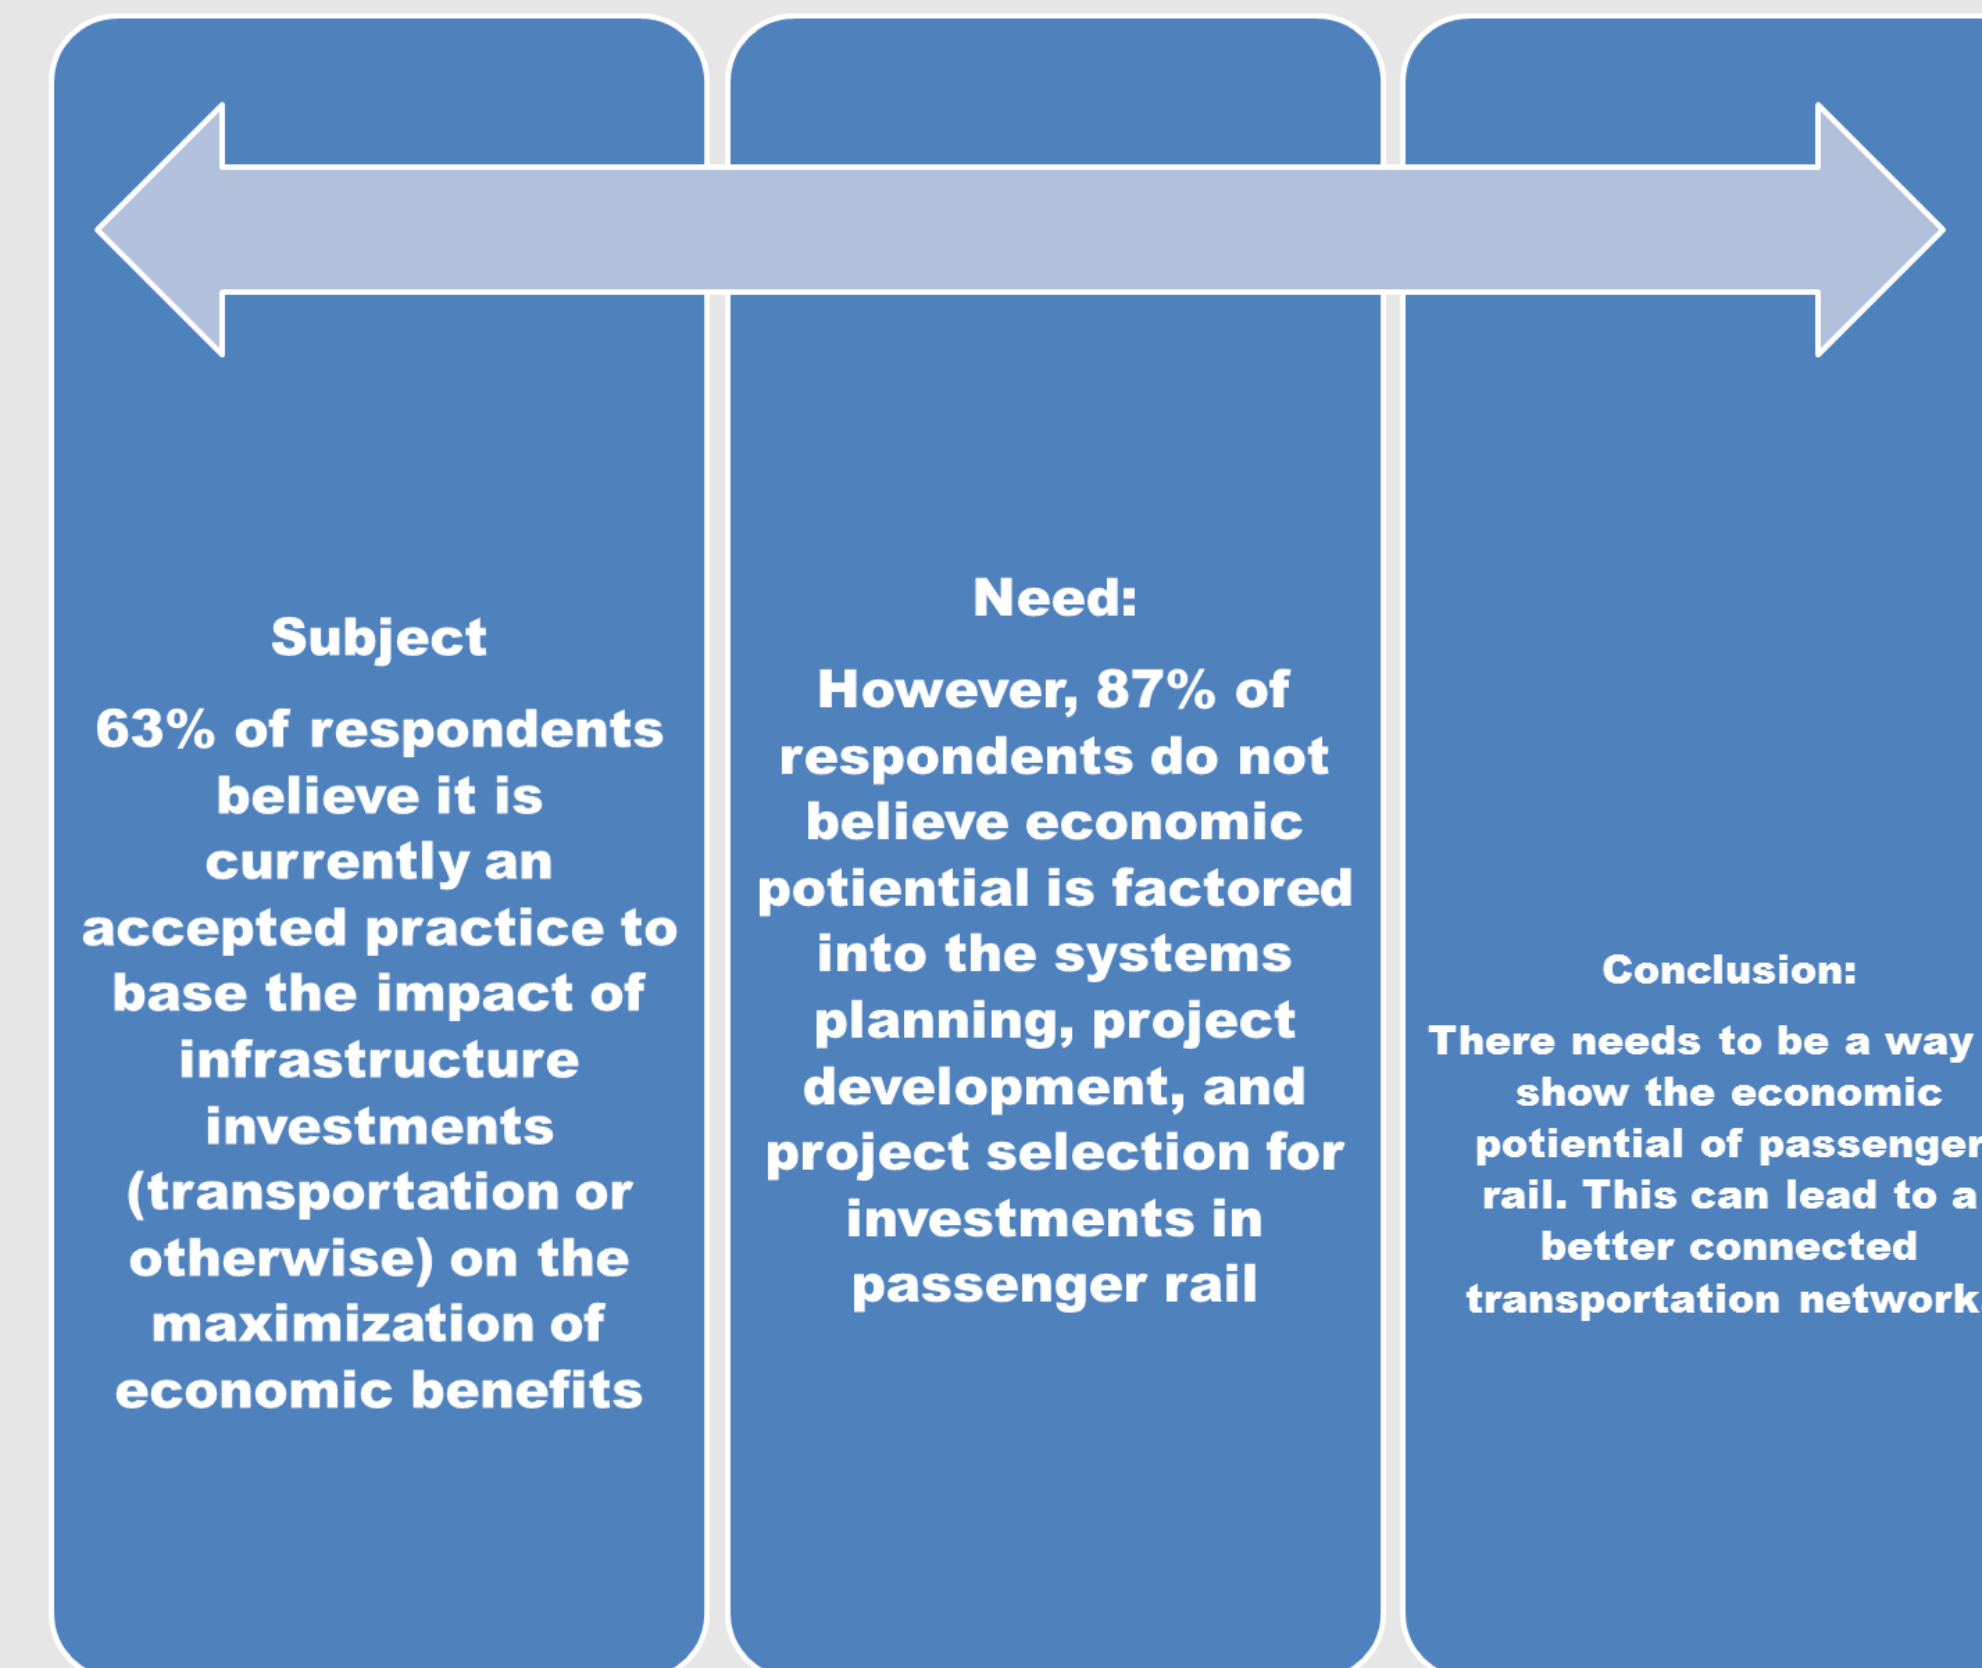 Subject
63% of respondents
believe it is
currently an
accepted practice to
base the impact of
infrastructure
investments
(transportation or
otherwise) on the
maximization of
economic benefits
Need:
However, 87% of
respondents do not
believe economic
potiential is factored
into the systems
planning, project
development, and
project selection for
investments in
passenger rail
Conclusion:
There needs to be a way
show the economic
potiential of passenger
rail. This can lead to a
better connected
transportation network